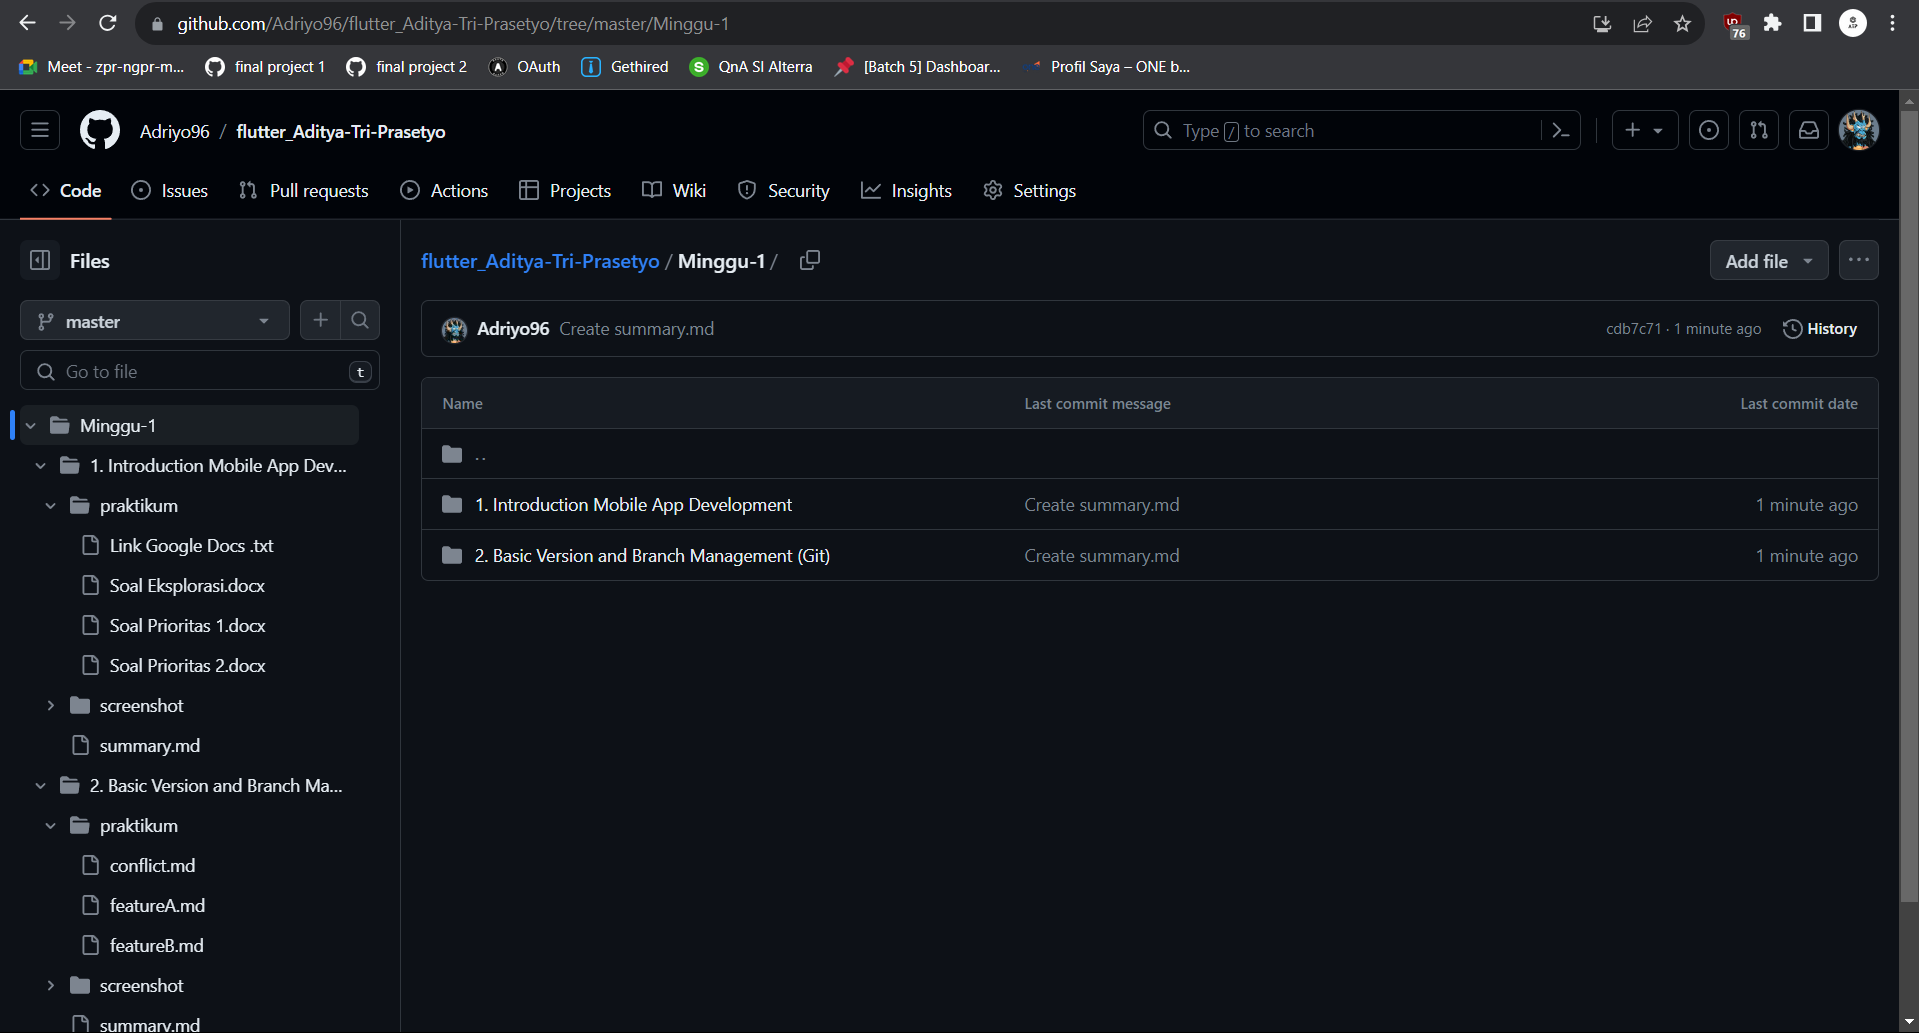 github.com/Adriyo96/flutter_Aditya-Tri-Prasetyo/tree/master/Minggu-1
76
Meet - zpr-ngpr-m... final project 1 final project 2 OAuth Gethired QnA SI Alterra [Batch 5] Dashboar... Profil Saya – ONE b...
Adriyo96 / flutter_Aditya-Tri-Prasetyo Type / to search
Code Issues Pull requests Actions Projects Wiki Security Insights Settings
Files
master
Go to file t
Minggu-1
1. Introduction Mobile App Dev...
praktikum
Link Google Docs .txt
Soal Eksplorasi.docx
Soal Prioritas 1.docx
Soal Prioritas 2.docx
screenshot
summary.md
2. Basic Version and Branch Ma...
praktikum
conflict.md
featureA.md
featureB.md
screenshot
summary.md
flutter_Aditya-Tri-Prasetyo / Minggu-1 / Add file ...
Adriyo96 Create summary.md cdb7c71 · 1 minute ago History
Name Last commit message Last commit date
..
1. Introduction Mobile App Development Create summary.md 1 minute ago
2. Basic Version and Branch Management (Git) Create summary.md 1 minute ago